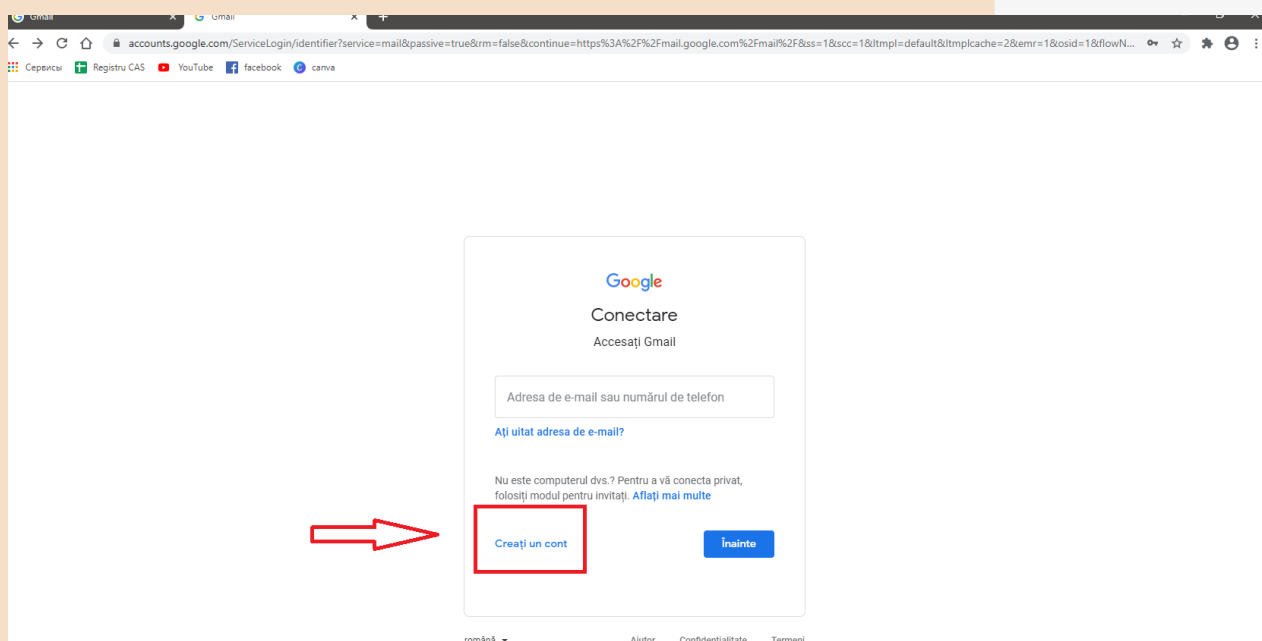 Gmail Gmail
accounts.google.com/ServiceLogin/identifier?service=mail&passive=true&rm=false&continue=https%3A%2F%2Fmail.google.com%2Fmail%2F&ss=1&scc=1&ltmpl=default&ltmplcache=2&emr=1&osid=1&flowN...
Сервисы Registru CAS YouTube facebook canva
Google
Conectare
Accesați Gmail
Adresa de e-mail sau numărul de telefon
Ați uitat adresa de e-mail?
Nu este computerul dvs.? Pentru a vă conecta privat,
folosiți modul pentru invitați. Aflați mai multe
Creați un cont Înainte
română Ajutor Confidențialitate Termeni